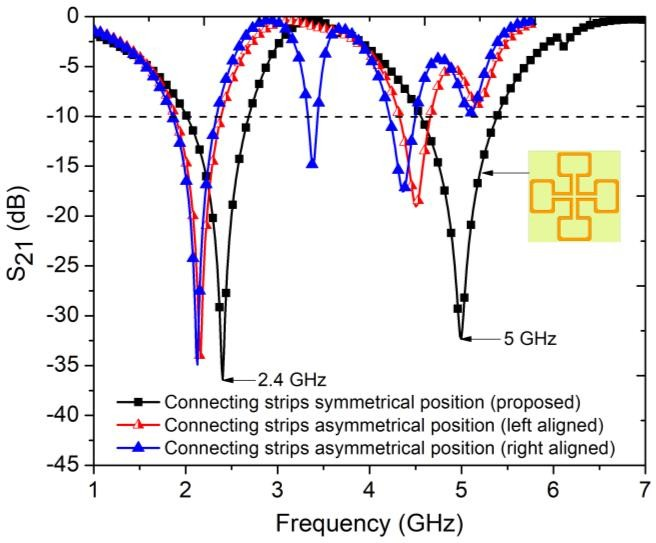 0
-5
-10
-15
-20
-25
-30
-35
-40
-45
S21 (dB)
5 GHz
2.4 GHz
Connecting strips symmetrical position (proposed)
Connecting strips asymmetrical position (left aligned)
Connecting strips asymmetrical position (right aligned)
1 2 3 4 5 6 7
Frequency (GHz)